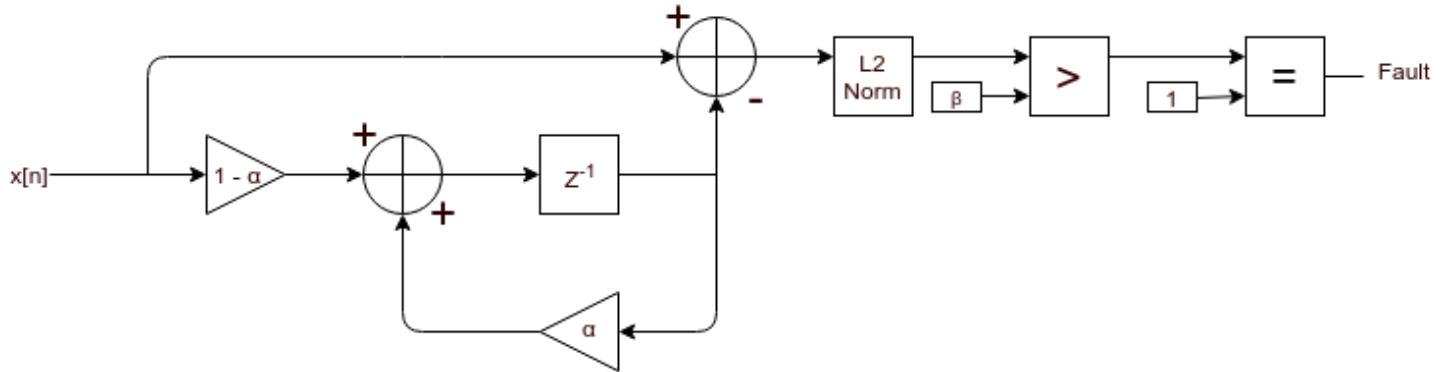 +
-
L2
Norm
β
>
1
=
Fault
x[n]
1 - α
+
+
Z-1
α